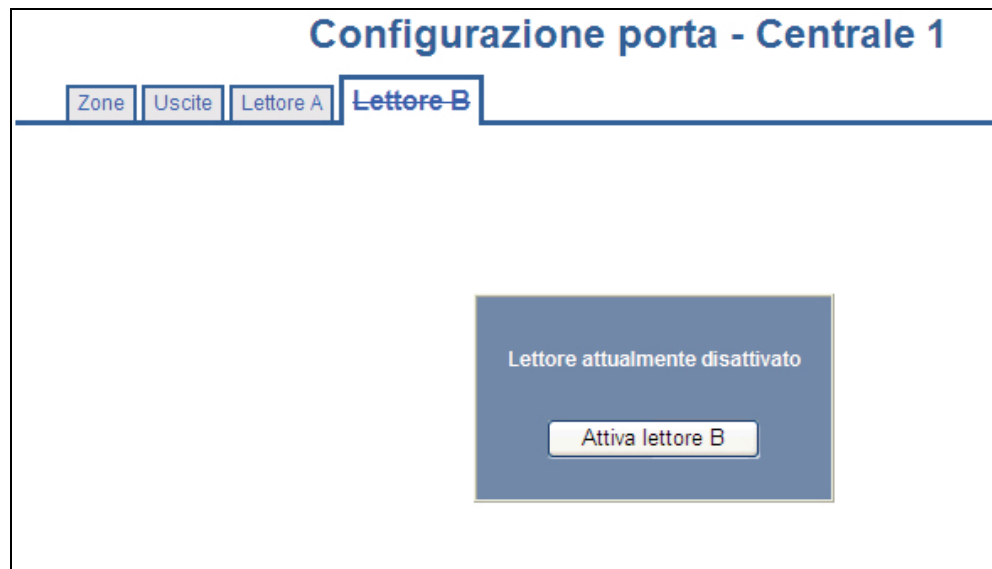 Configurazione porta - Centrale 1
Zone Uscite Lettore A Lettore B
Lettore attualmente disattivato
Attiva lettore B